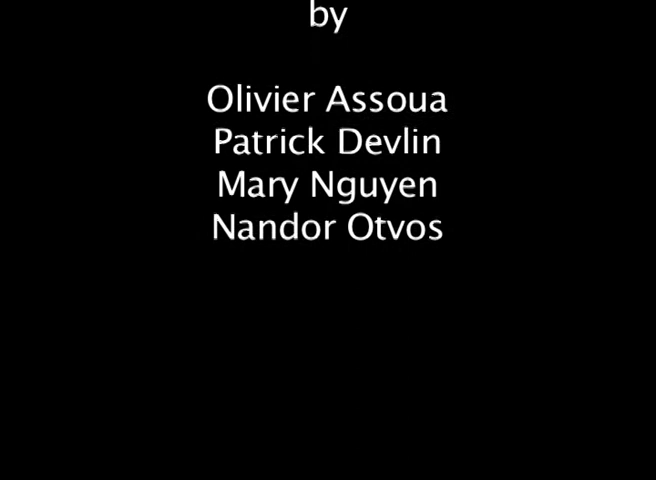 by
Olivier Assoua
Patrick Devlin
Mary Nguyen
Nandor Otvos